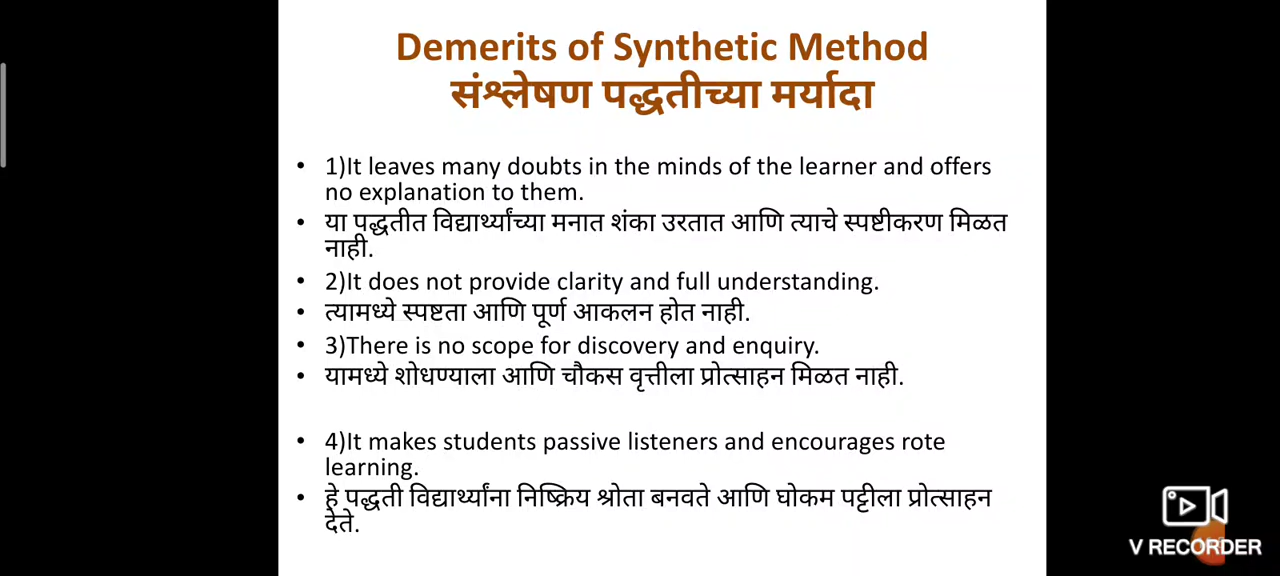 Demerits of Synthetic Method
संश्लेषण पद्धतीच्या मर्यादा
• 1)It leaves many doubts in the minds of the learner and offers
no explanation to them.
• या पद्धतीत विद्यार्थ्यांच्या मनात शंका उरतात आणि त्याचे स्पष्टीकरण मिळत
नाही.
• 2)It does not provide clarity and full understanding.
• त्यामध्ये स्पष्टता आणि पूर्ण आकलन होत नाही.
• 3)There is no scope for discovery and enquiry.
• यामध्ये शोधण्याला आणि चौकस वृत्तीला प्रोत्साहन मिळत नाही.
• 4)It makes students passive listeners and encourages rote
learning.
• हे पद्धती विद्यार्थ्यांना निष्क्रिय श्रोता बनवते आणि घोकम पट्टीला प्रोत्साहन
देते.
V RECORDER